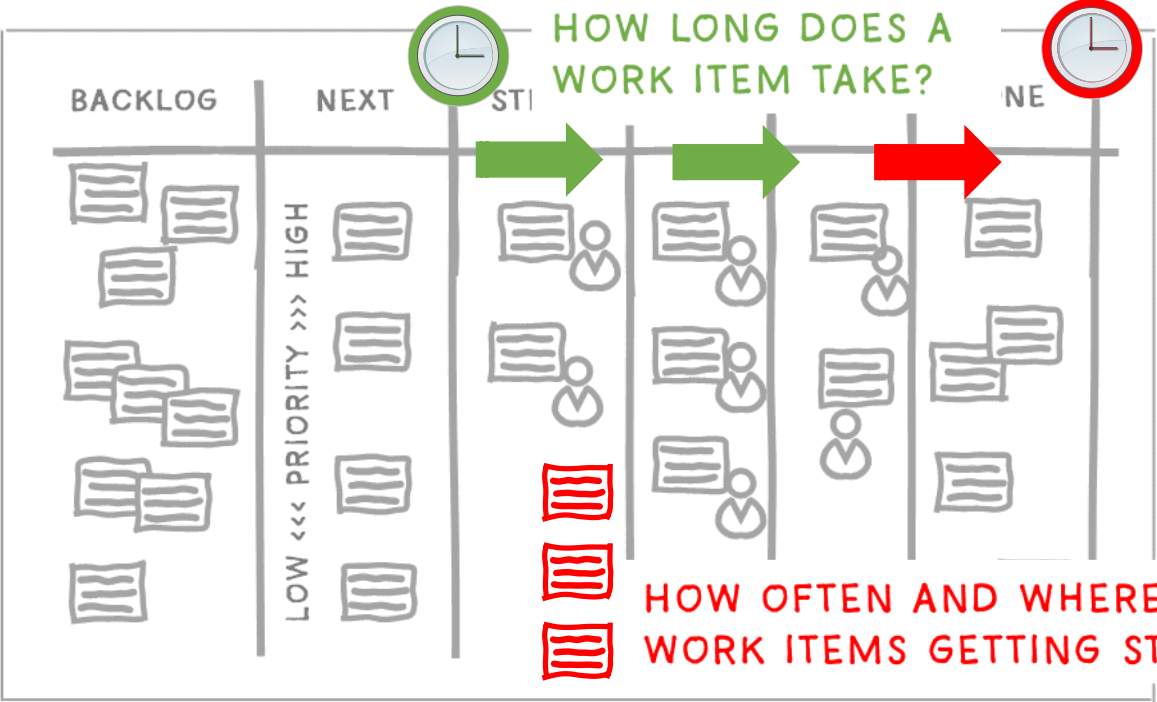 HOW LONG DOES A
WORK ITEM TAKE?
BACKLOG
NEXT
LOW <<< PRIORITY >>> HIGH
HOW OFTEN AND WHERE
WORK ITEMS GETTING